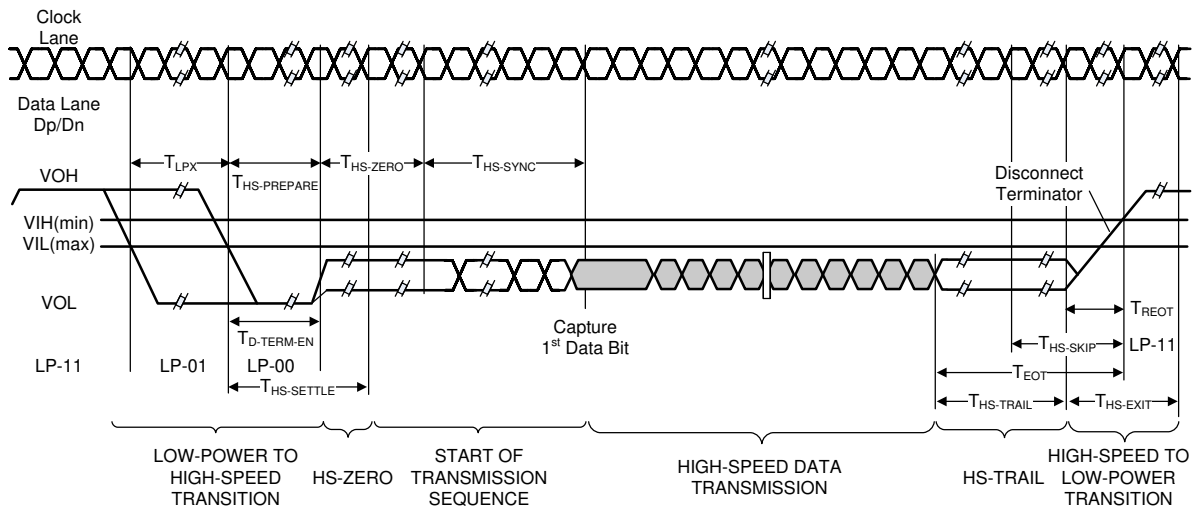 Clock
Lane
Data Lane
Dp/Dn
TLPX
THS-PREPARE
THS-ZERO
THS-SYNC
VOH
Disconnect
Terminator
VIH(min)
VIL(max)
VOL
TD-TERM-EN
Capture
1st Data Bit
TREOT
THS-SKIP
LP-11
LP-11
LP-01
LP-00
TEOT
THS-SETTLE
THS-TRAIL
THS-EXIT
LOW-POWER TO
HIGH-SPEED
TRANSITION
HS-ZERO
START OF
TRANSMISSION
SEQUENCE
HIGH-SPEED DATA
TRANSMISSION
HS-TRAIL
HIGH-SPEED TO
LOW-POWER
TRANSITION